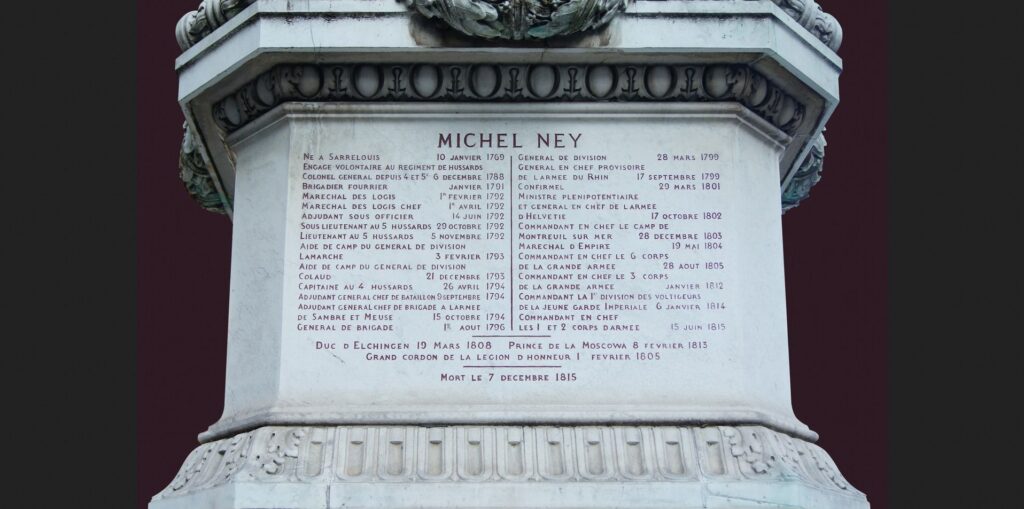 MICHEL NEY
NE A SARRELOUIS 10 JANVIER 1769
ENGAGE VOLONTAIRE AU REGIMENT DE HUSSARDS
COLONEL GENERAL DEPUIS 4 ET 5E 6 DECEMBRE 1788
BRIGADIER FOURRIER JANVIER 1791
MARECHAL DES LOGIS 1R FEVRIER 1792
MARECHAL DES LOGIS CHEF 1R AVRIL 1792
ADJUDANT SOUS OFFICIER 14 JUIN 1792
SOUS LIEUTENANT AU 5 HUSSARDS 29 OCTOBRE 1792
LIEUTENANT AU 5 HUSSARDS 5 NOVEMBRE 1792
AIDE DE CAMP DU GENERAL DE DIVISION
LAMARCHE 3 FEVRIER 1793
AIDE DE CAMP DU GENERAL DE DIVISION
COLAUD 21 DECEMBRE 1793
CAPITAINE AU 4 HUSSARDS 26 AVRIL 1794
ADJUDANT GENERAL CHEF DE BATAILLON 9 SEPTEMBRE 1794
ADJUDANT GENERAL CHEF DE BRIGADE A L ARMEE
DE SAMBRE ET MEUSE 15 OCTOBRE 1794
GENERAL DE BRIGADE 1R AOUT 1796
GENERAL DE DIVISION 28 MARS 1799
GENERAL EN CHEF PROVISOIRE
DE L ARMEE DU RHIN 17 SEPTEMBRE 1799
CONFIRMEL 29 MARS 1801
MINISTRE PLENIPOTENTIAIRE
ET GENERAL EN CHEF DE L ARMEE
D HELVETIE 17 OCTOBRE 1802
COMMANDANT EN CHEF LE CAMP DE
MONTREUIL SUR MER 28 DECEMBRE 1803
MARECHAL D EMPIRE 19 MAI 1804
COMMANDANT EN CHEF LE 6 CORPS
DE LA GRANDE ARMEE 28 AOUT 1805
COMMANDANT EN CHEF LE 3 CORPS
DE LA GRANDE ARMEE JANVIER 1812
COMMANDANT LA 1RE DIVISION DES VOLTIGEURS
DE LA JEUNE GARDE IMPERIALE 6 JANVIER 1814
COMMANDANT EN CHEF
LES 1 ET 2 CORPS D ARMEE 15 JUIN 1815
DUC D ELCHINGEN 19 MARS 1808 PRINCE DE LA MOSCOWA 8 FEVRIER 1813
GRAND CORDON DE LA LEGION D HONNEUR 1 FEVRIER 1805
MORT LE 7 DECEMBRE 1815